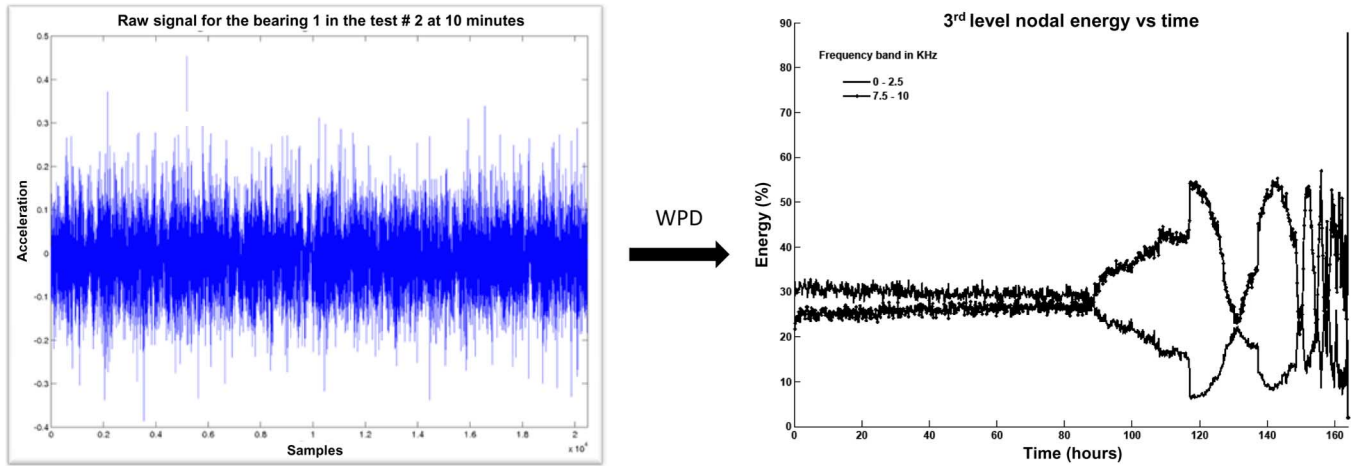 Raw signal for the bearing 1 in the test # 2 at 10 minutes
Acceleration
0.5
0.4
0.3
0.2
0.1
0
-0.1
-0.2
-0.3
-0.4
0 0.2 0.4 0.6 0.8 1.0 1.2 1.4 1.6 1.8 2.0
x 10⁴
Samples
WPD
3rd level nodal energy vs time
Frequency band in KHz
0 - 2.5
7.5 - 10
Energy (%)
90
80
70
60
50
40
30
20
10
0
0 20 40 60 80 100 120 140 160
Time (hours)